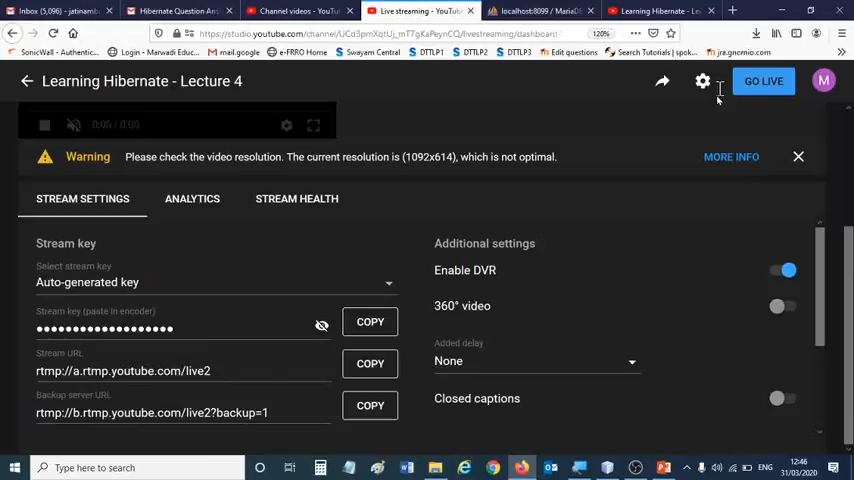 Inbox (5,096) - jatinamb
Hibernate Question An
Channel videos - YouTu
Live streaming - YouTub
localhost:8099 / MariaDB
Learning Hibernate - Le
https://studio.youtube.com/channel/UCd3pmXqtUj_mT7gKaPeynCQ/livestreaming/dashboard
120%
SonicWall - Authentic...
Login - Marwadi Univers...
mail.google
e-FRRO Home
Swayam Central
DTTLP1
DTTLP2
DTTLP3
Edit questions
Search Tutorials - spok...
jra.gnomio.com
Learning Hibernate - Lecture 4
GO LIVE
M
0:00 / 0:00
Warning
Please check the video resolution. The current resolution is (1092x614), which is not optimal.
MORE INFO
STREAM SETTINGS
ANALYTICS
STREAM HEALTH
Stream key
Additional settings
Select stream key
Auto-generated key
Enable DVR
Stream key (paste in encoder)
COPY
360° video
Stream URL
rtmp://a.rtmp.youtube.com/live2
COPY
Added delay
None
Backup server URL
rtmp://b.rtmp.youtube.com/live2?backup=1
COPY
Closed captions
Type here to search
ENG
12:46
31/03/2020